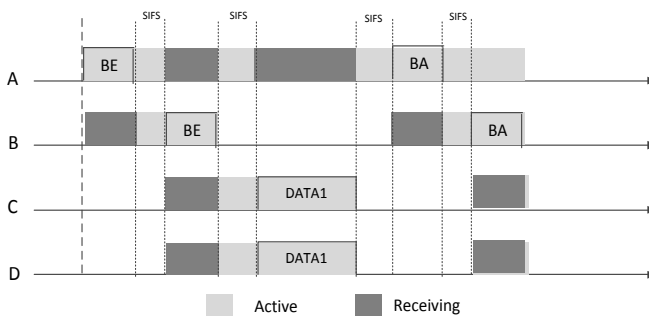 SIFS SIFS SIFS SIFS
A BE BA
B BE BA
C DATA1
D DATA1
Active Receiving